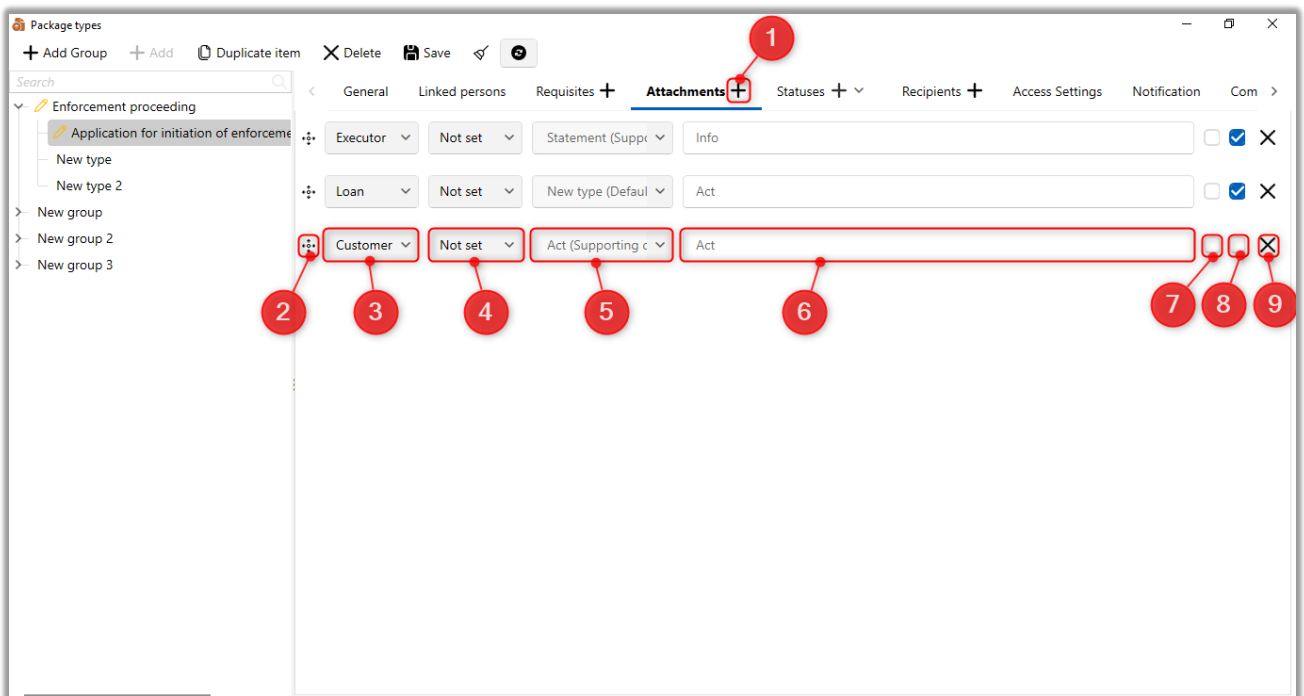 Package types
Add Group Add Duplicate item Delete Save
1
Search
General Linked persons Requisites Attachments Statuses Recipients Access Settings Notification Com
Enforcement proceeding
Application for initiation of enforceme
New type
New type 2
New group
New group 2
New group 3
Executor Not set Statement (Suppo Info
Loan Not set New type (Defaul Act
Customer Not set Act (Supporting c Act
2 3 4 5 6 7 8 9